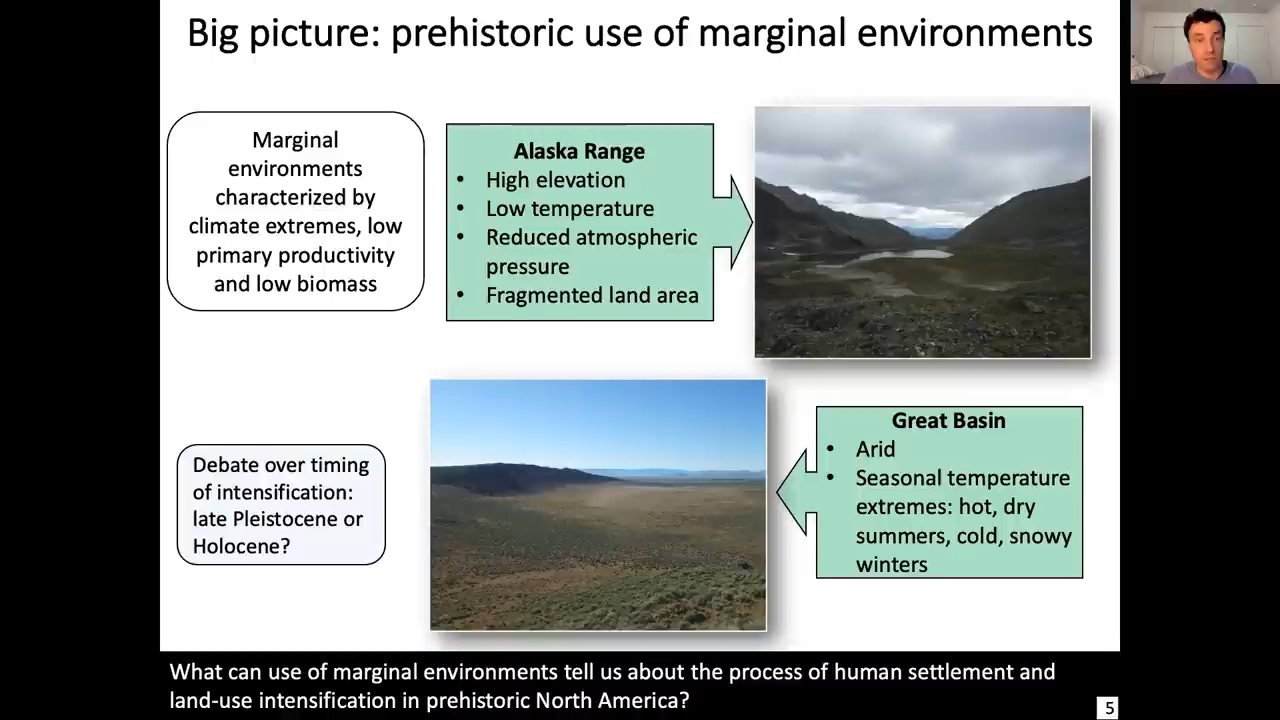 Big picture: prehistoric use of marginal environments
Marginal
environments
characterized by
climate extremes, low
primary productivity
and low biomass
Alaska Range
• High elevation
• Low temperature
• Reduced atmospheric
pressure
• Fragmented land area
Debate over timing
of intensification:
late Pleistocene or
Holocene?
Great Basin
• Arid
• Seasonal temperature
extremes: hot, dry
summers, cold, snowy
winters
What can use of marginal environments tell us about the process of human settlement and
land-use intensification in prehistoric North America?
5